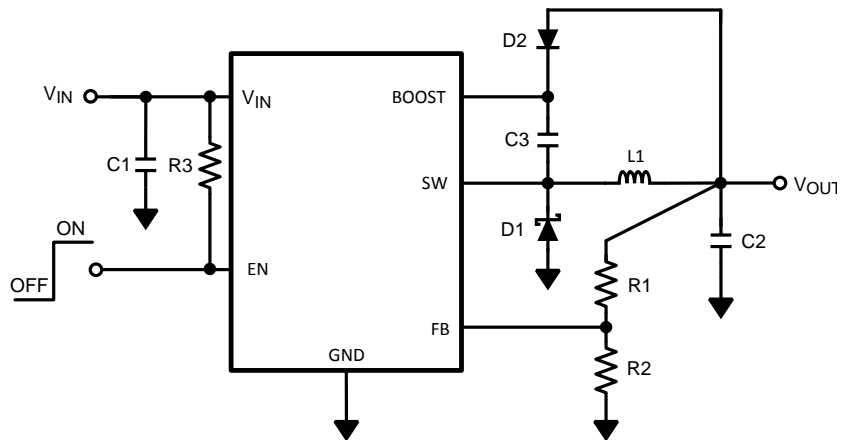 D2
VIN
VIN
BOOST
C3
L1
C1
R3
SW
VOUT
D1
C2
ON
OFF
EN
R1
FB
GND
R2